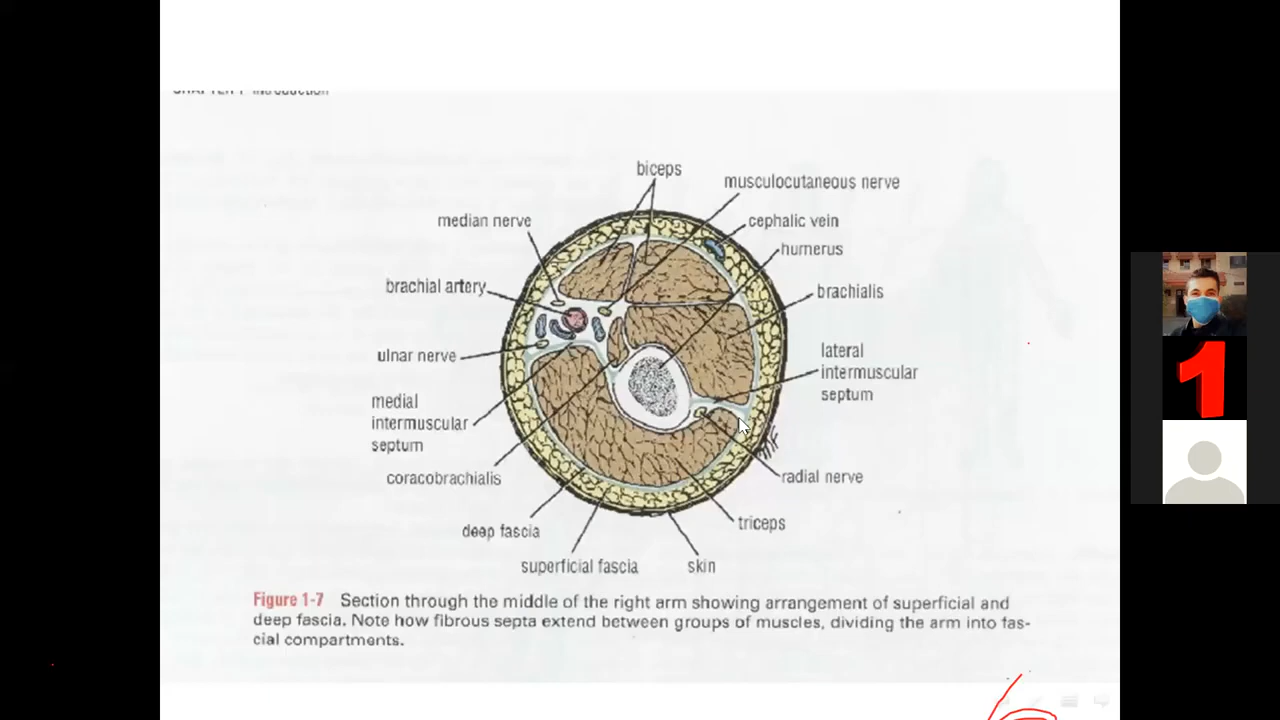 CHAPTER 1 Introduction
biceps
musculocutaneous nerve
median nerve
cephalic vein
humerus
brachial artery
brachialis
ulnar nerve
lateral
intermuscular
septum
medial
intermuscular
septum
coracobrachialis
radial nerve
deep fascia
triceps
superficial fascia
skin
Figure 1-7 Section through the middle of the right arm showing arrangement of superficial and
deep fascia. Note how fibrous septa extend between groups of muscles, dividing the arm into fas-
cial compartments.
1